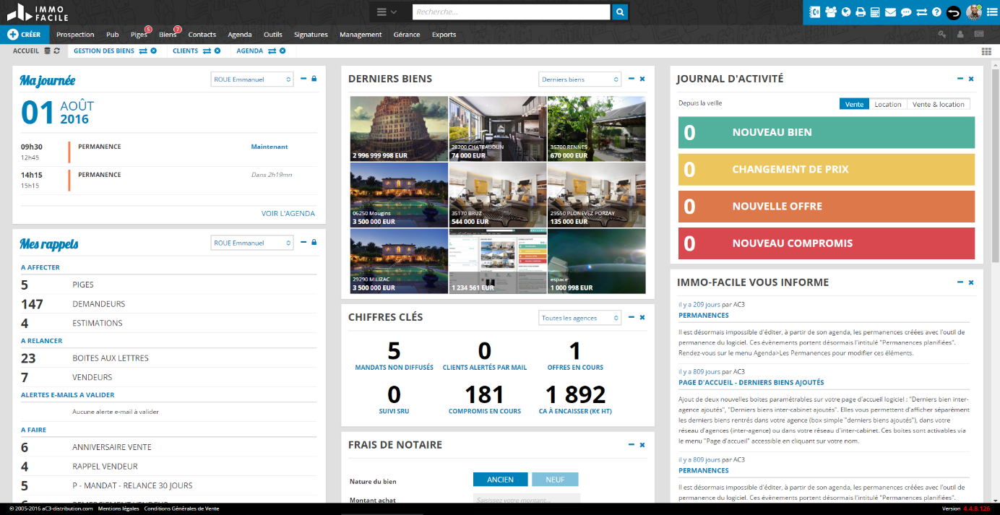 IMMO
FACILE
Recherche...
CRÉER
Prospection
Pub
Piges
5
Biens
7
Contacts
Agenda
Outils
Signatures
Management
Gérance
Exports
ACCUEIL
GESTION DES BIENS
CLIENTS
AGENDA
Ma journée
ROUE Emmanuel
01
AOÛT
2016
09h30 PERMANENCE Maintenant
12h45
14h15 PERMANENCE Dans 2h19mn
15h15
VOIR L'AGENDA
Mes rappels
ROUE Emmanuel
A AFFECTER
5 PIGES
147 DEMANDEURS
4 ESTIMATIONS
A RELANCER
23 BOITES AUX LETTRES
7 VENDEURS
ALERTES E-MAILS A VALIDER
Aucune alerte e-mail à valider
A FAIRE
6 ANNIVERSAIRE VENTE
4 RAPPEL VENDEUR
5 P - MANDAT - RELANCE 30 JOURS
DERNIERS BIENS
Derniers biens
2 996 999 998 EUR
28200 CHATEAUDUN
74 000 EUR
35700 RENNES
670 000 EUR
06250 Mougins
3 500 000 EUR
35170 BRUZ
544 000 EUR
29550 PLONEVEZ PORZAY
135 000 EUR
29290 MILIZAC
3 500 000 EUR
1 234 561 EUR
espace
1 000 998 EUR
CHIFFRES CLÉS
Toutes les agences
5
MANDATS NON DIFFUSÉS
0
CLIENTS ALERTÉS PAR MAIL
1
OFFRES EN COURS
0
SUIVI SRU
181
COMPROMIS EN COURS
1 892
CA À ENCAISSER (K€ HT)
FRAIS DE NOTAIRE
Nature du bien ANCIEN NEUF
Montant achat Saisissez votre montant...
JOURNAL D'ACTIVITÉ
Depuis la veille
Vente
Location
Vente & location
0 NOUVEAU BIEN
0 CHANGEMENT DE PRIX
0 NOUVELLE OFFRE
0 NOUVEAU COMPROMIS
IMMO-FACILE VOUS INFORME
il y a 209 jours par AC3
PERMANENCES
Il est désormais impossible d'éditer, à partir de son agenda, les permanences créées avec l'outil de
permanence du logiciel. Ces évènements portent désormais l'intitulé "Permanences planifiées".
Rendez-vous sur le menu Agenda>Les Permanences pour modifier ces éléments.
il y a 809 jours par AC3
PAGE D'ACCUEIL - DERNIERS BIENS AJOUTÉS
Ajout de deux nouvelles boites paramétrables sur votre page d'accueil logiciel : "Derniers bien inter-
agence ajoutés", "Derniers inter-cabinet ajoutés". Elles vous permettent d'afficher séparément
les derniers biens rentrés dans votre agence (box simple "derniers biens ajoutés"), dans votre
réseau d'agences (inter-agence) ou dans votre réseau d'inter-cabinet. Ces boites sont activables via
le menu "Page d'accueil" accessible en cliquant sur votre nom.
il y a 809 jours par AC3
PERMANENCES
Il est désormais impossible d'éditer, à partir de son agenda, les permanences créées avec l'outil de
permanence du logiciel. Ces évènements portent désormais l'intitulé "Permanences planifiées".
© 2005-2016 aC3-distribution.com Mentions légales Conditions Générales de Vente
Version 4.4.8.126